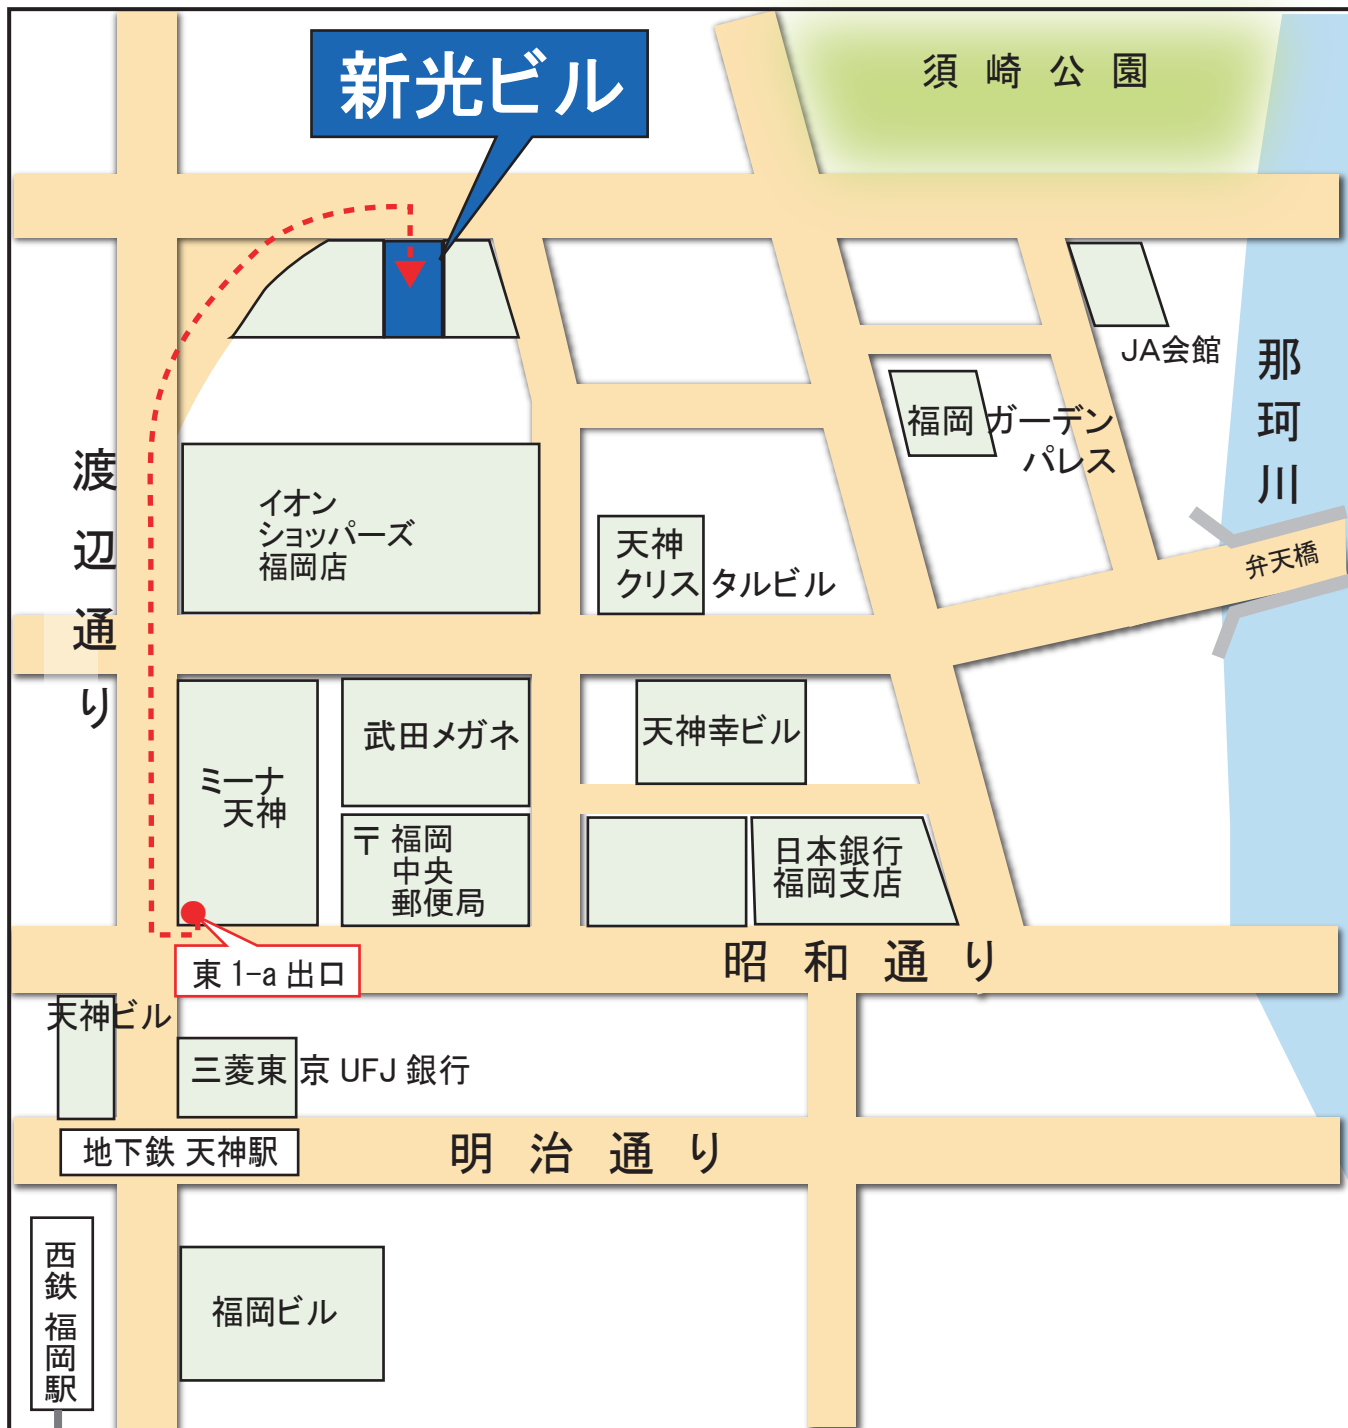 新光ビル
須崎公園
JA会館
那珂川
福岡ガーデン
パレス
渡辺通り
イオン
ショッパーズ
福岡店
天神
クリスタルビル
弁天橋
武田メガネ
天神幸ビル
ミーナ
天神
〒福岡
中央
郵便局
日本銀行
福岡支店
東1-a出口
昭和通り
天神ビル
三菱東京UFJ銀行
地下鉄 天神駅
明治通り
西鉄福岡駅
福岡ビル